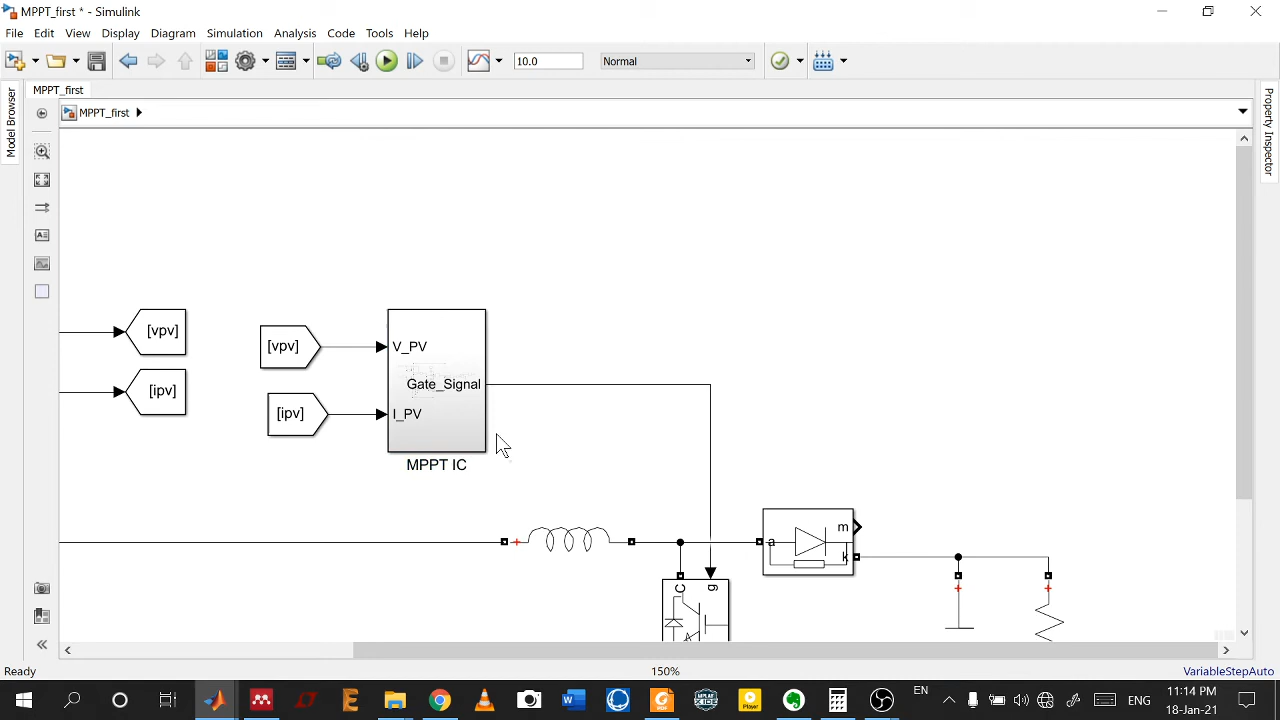 MPPT_first * - Simulink
File Edit View Display Diagram Simulation Analysis Code Tools Help
10.0
Normal
MPPT_first
MPPT_first
Model Browser
Property Inspector
[vpv]
[ipv]
[vpv]
[ipv]
V_PV
Gate_Signal
I_PV
MPPT IC
+
a
m
k
C
g
+
+
Ready
150%
VariableStepAuto
EN
ENG
11:14 PM
18-Jan-21